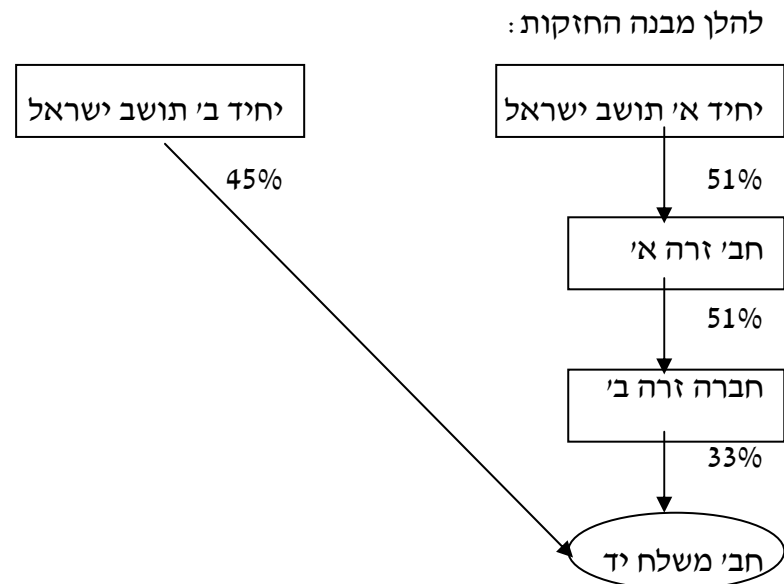 להלן מבנה החזקות:
יחיד א' תושב ישראל
יחיד ב' תושב ישראל
51%
45%
חב' זרה א'
51%
חברה זרה ב'
33%
חב' משלח יד